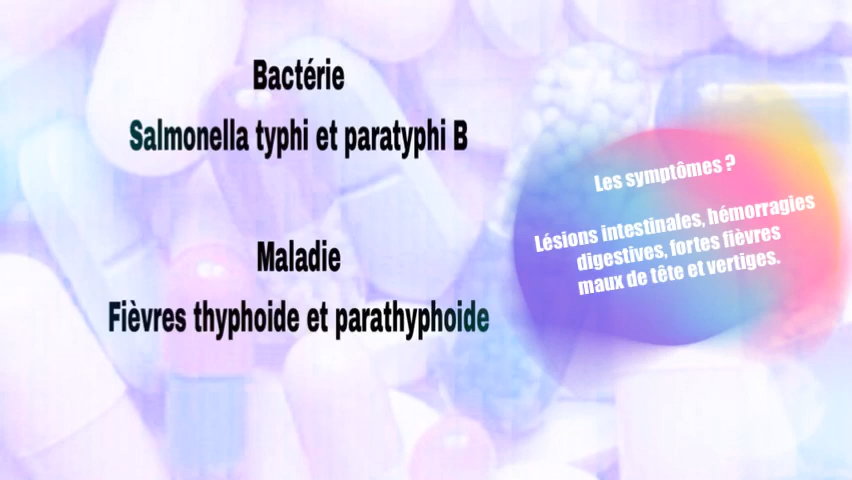 Bactérie
Salmonella typhi et paratyphi B
Maladie
Fièvres thyphoide et parathyphoide
Les symptômes ?
Lésions intestinales, hémorragies
digestives, fortes fièvres
maux de tête et vertiges.